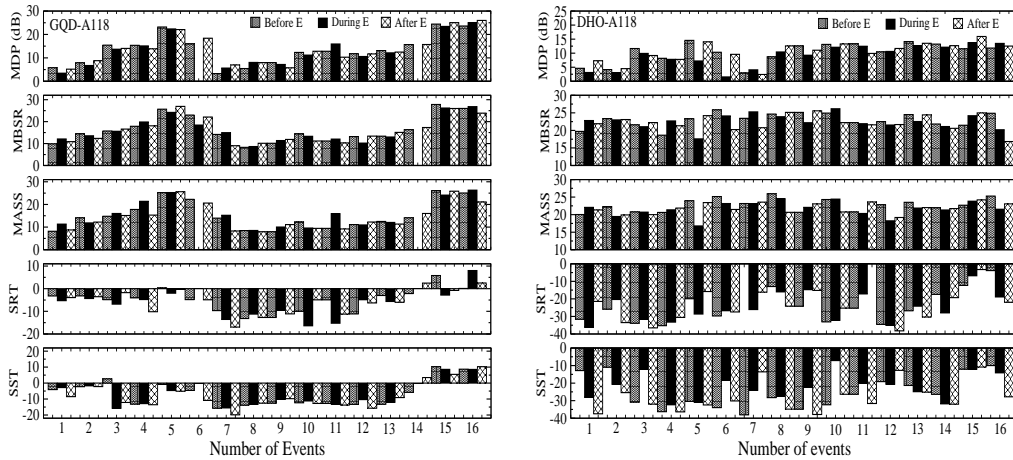 GQD-A118
Before E During E After E
MDP (dB)
30
20
10
0
MBSR
30
20
10
0
MASS
30
20
10
0
SRT
10
0
-10
-20
SST
20
10
0
-10
-20
1 2 3 4 5 6 7 8 9 10 11 12 13 14 15 16
Number of Events
DHO-A118
Before E During E After E
MDP (dB)
25
20
15
10
5
0
MBSR
30
25
20
15
10
MASS
30
25
20
15
10
SRT
0
-10
-20
-30
-40
SST
0
-10
-20
-30
-40
1 2 3 4 5 6 7 8 9 10 11 12 13 14 15 16
Number of events